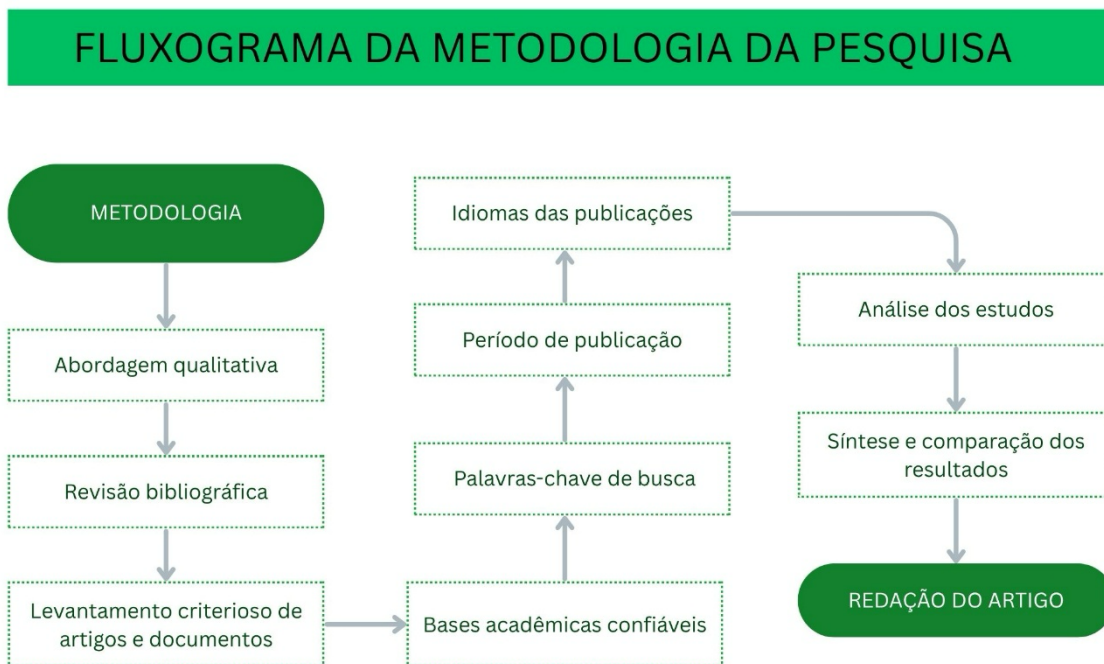 FLUXOGRAMA DA METODOLOGIA DA PESQUISA
METODOLOGIA
Abordagem qualitativa
Revisão bibliográfica
Levantamento criterioso de
artigos e documentos
Bases acadêmicas confiáveis
Palavras-chave de busca
Período de publicação
Idiomas das publicações
Análise dos estudos
Síntese e comparação dos
resultados
REDAÇÃO DO ARTIGO